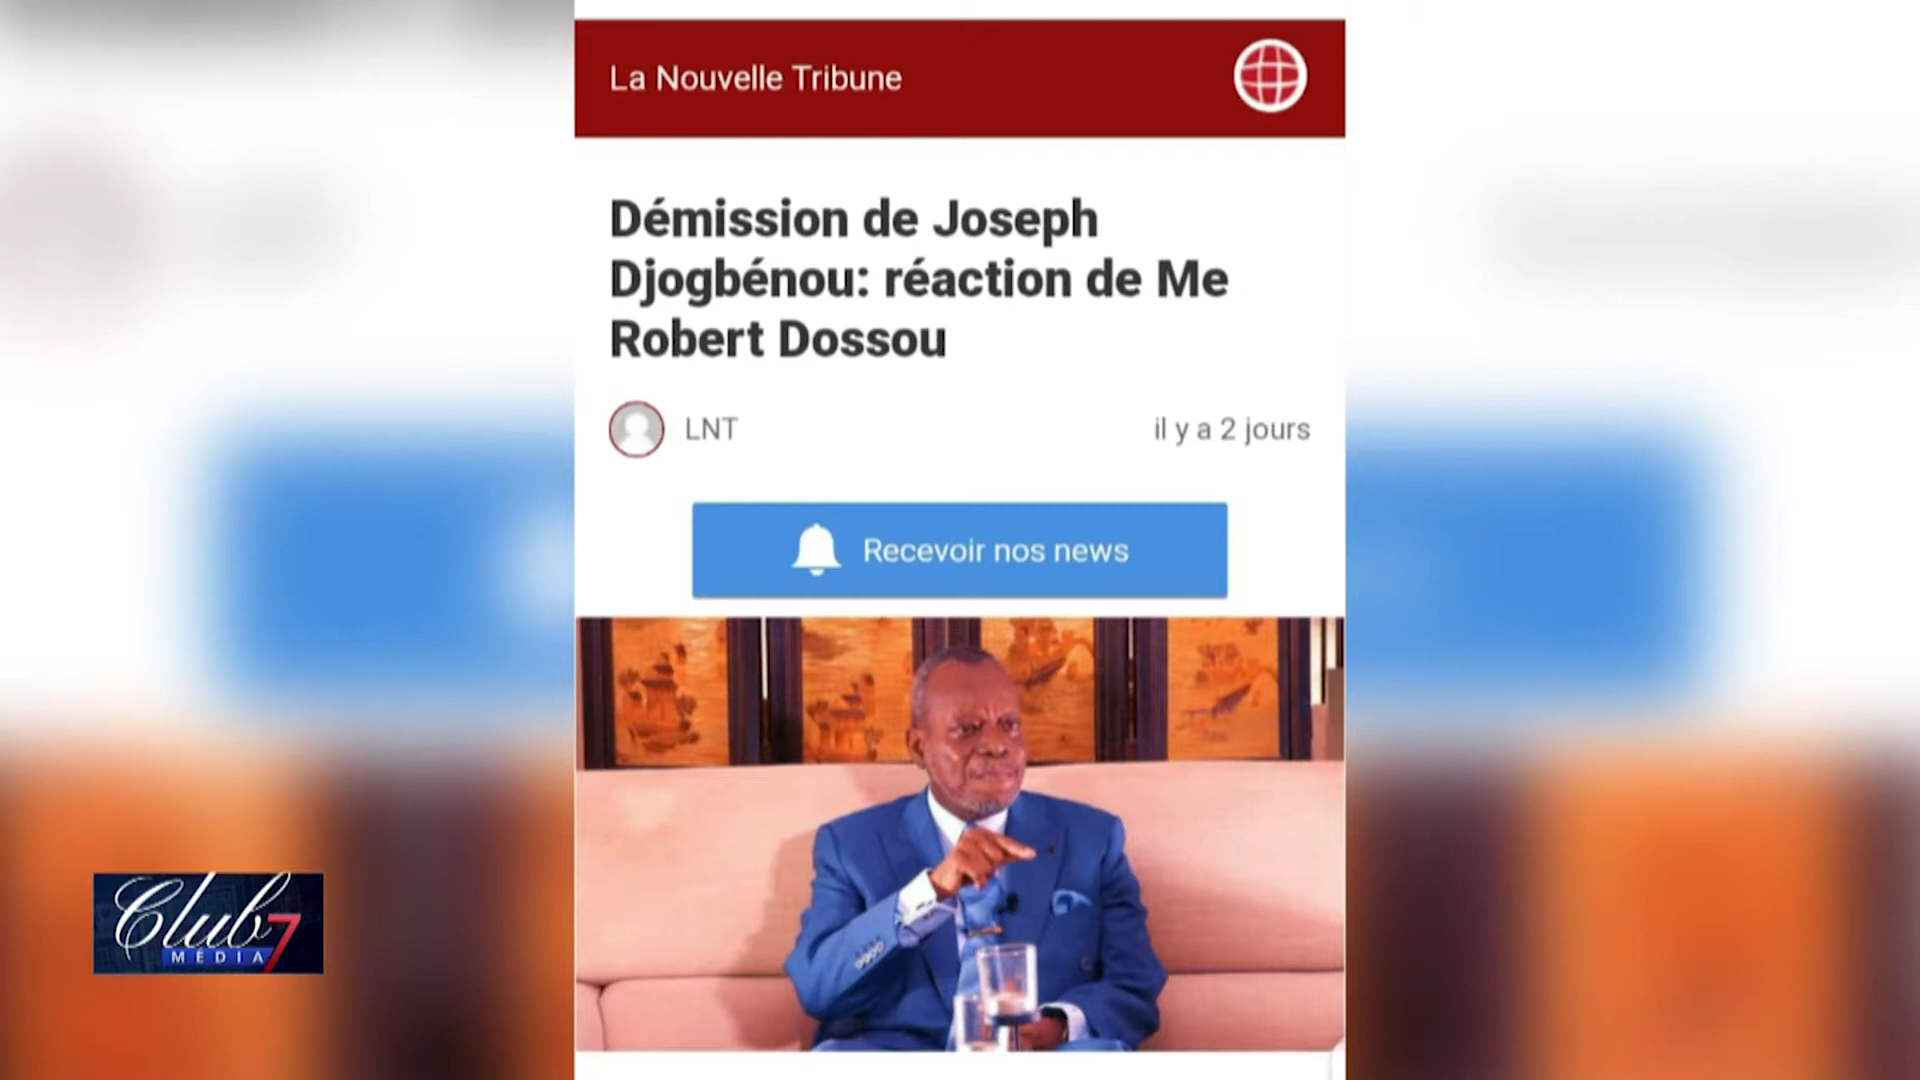 La Nouvelle Tribune
Démission de Joseph
Djogbénou: réaction de Me
Robert Dossou
LNT
il y a 2 jours
Recevoir nos news
Club 7
MÉDIA